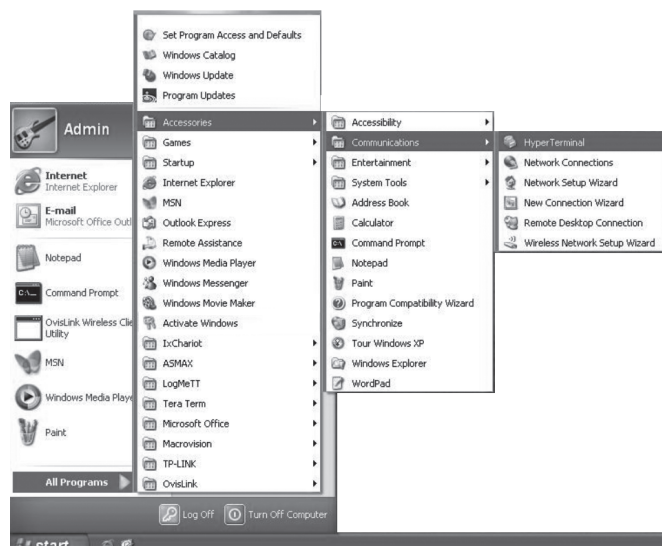 Admin
Internet
Internet Explorer
E-mail
Microsoft Office Outl
Notepad
Command Prompt
OvisLink Wireless Clie
Utility
MSN
Windows Media Playe
Paint
All Programs
Set Program Access and Defaults
Windows Catalog
Windows Update
Program Updates
Accessories
Games
Startup
Internet Explorer
MSN
Outlook Express
Remote Assistance
Windows Media Player
Windows Messenger
Windows Movie Maker
Activate Windows
IxChariot
ASMAX
LogMeTT
Tera Term
Microsoft Office
Macrovision
TP-LINK
OvisLink
Accessibility
Communications
Entertainment
System Tools
Address Book
Calculator
Command Prompt
Notepad
Paint
Program Compatibility Wizard
Synchronize
Tour Windows XP
Windows Explorer
WordPad
HyperTerminal
Network Connections
Network Setup Wizard
New Connection Wizard
Remote Desktop Connection
Wireless Network Setup Wizard
Log Off
Turn Off Computer
start